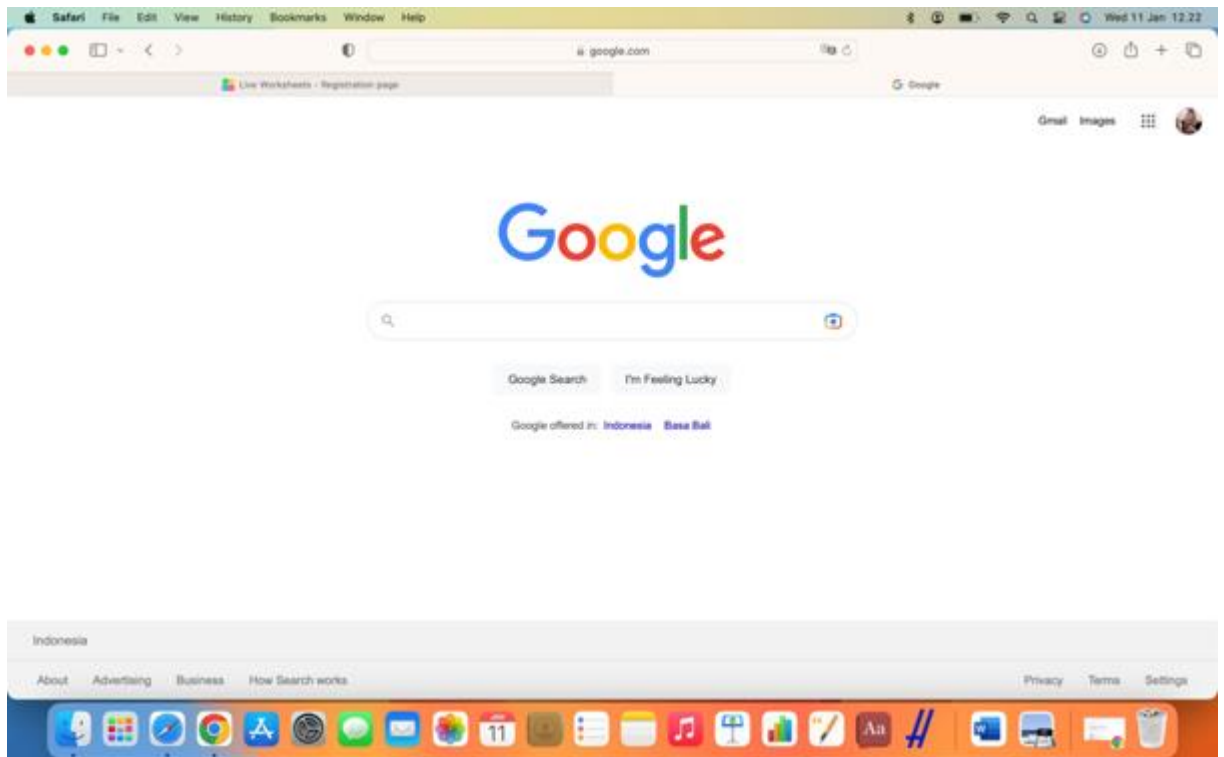 Safari File Edit View History Bookmarks Window Help Wed 11 Jan 12.22
google.com
Live Worksheets - Registration page Google
Gmail Images
Google
Google Search I'm Feeling Lucky
Google offered in: Indonesia Basa Bali
Indonesia
About Advertising Business How Search works Privacy Terms Settings
11 Aa W